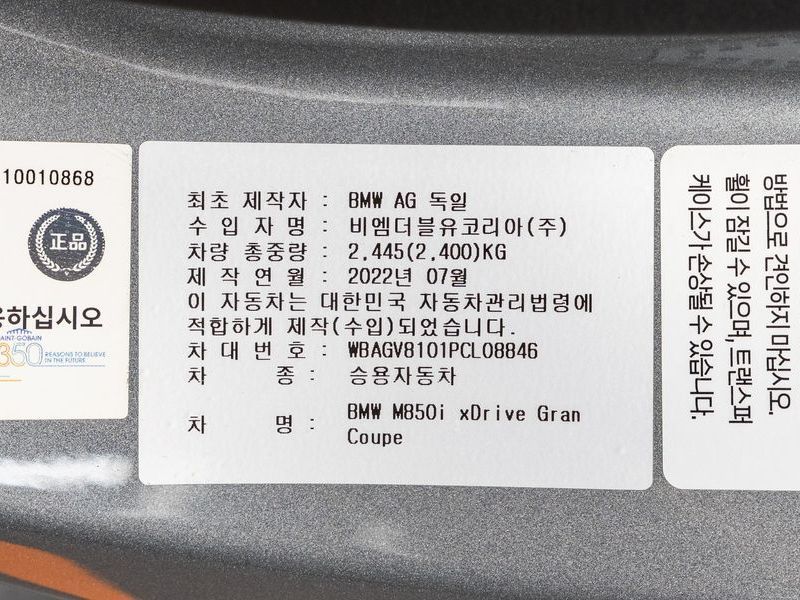 10010868
正品
용하십시오
SAINT-GOBAIN
350 REASONS TO BELIEVE
IN THE FUTURE
최초 제작자 : BMW AG 독일
수 입 자 명 : 비엠더블유코리아(주)
차량 총중량 : 2,445(2,400)KG
제 작 연 월 : 2022년 07월
이 자동차는 대한민국 자동차관리법령에
적합하게 제작(수입)되었습니다.
차 대 번 호 : WBAGV8101PCL08846
차 종 : 승용자동차
차 명 : BMW M850i xDrive Gran
Coupe
방법으로 견인하지 마십시오.
휠이 잠길 수 있으며, 트랜스퍼
케이스가 손상될 수 있습니다.